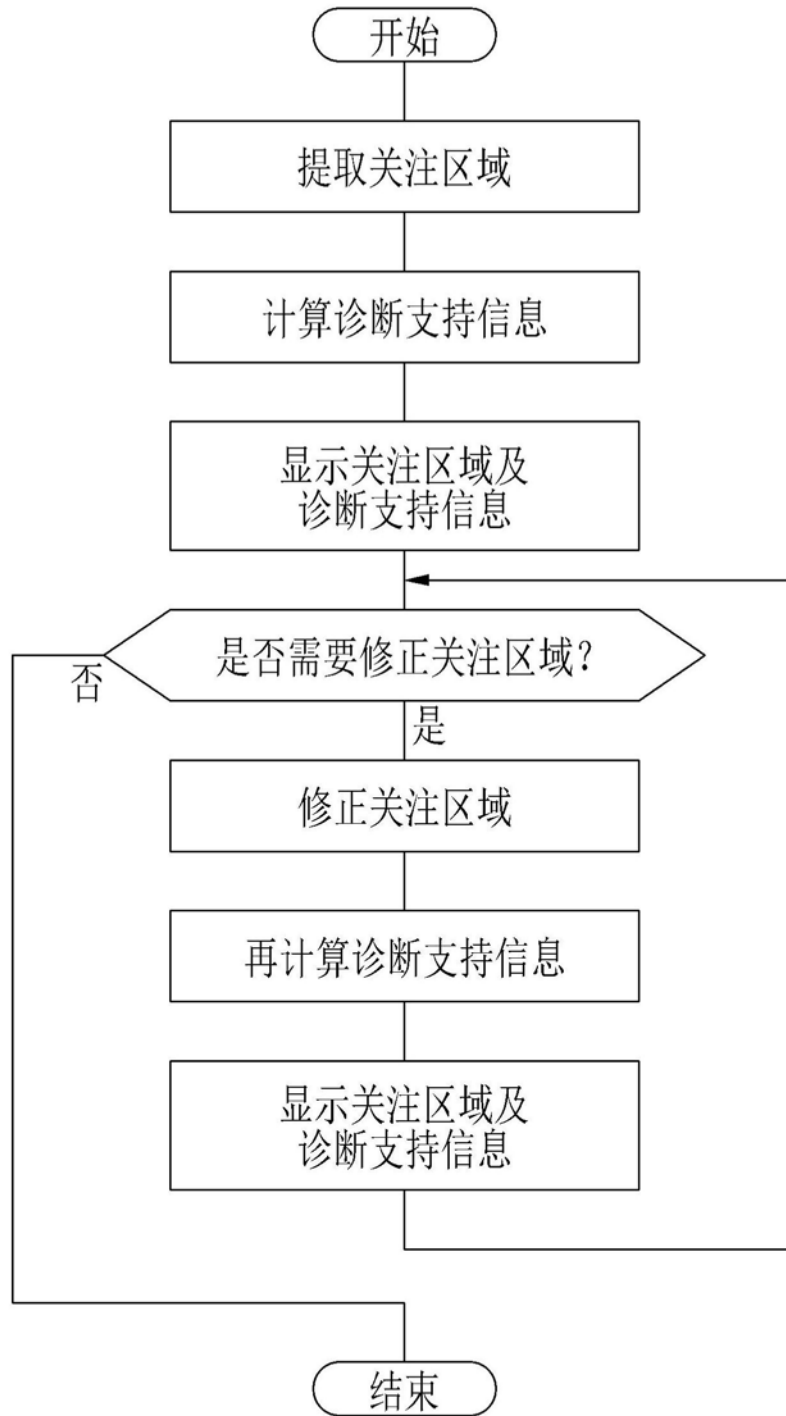 开始
提取关注区域
计算诊断支持信息
显示关注区域及
诊断支持信息
是否需要修正关注区域?
否
是
修正关注区域
再计算诊断支持信息
显示关注区域及
诊断支持信息
结束